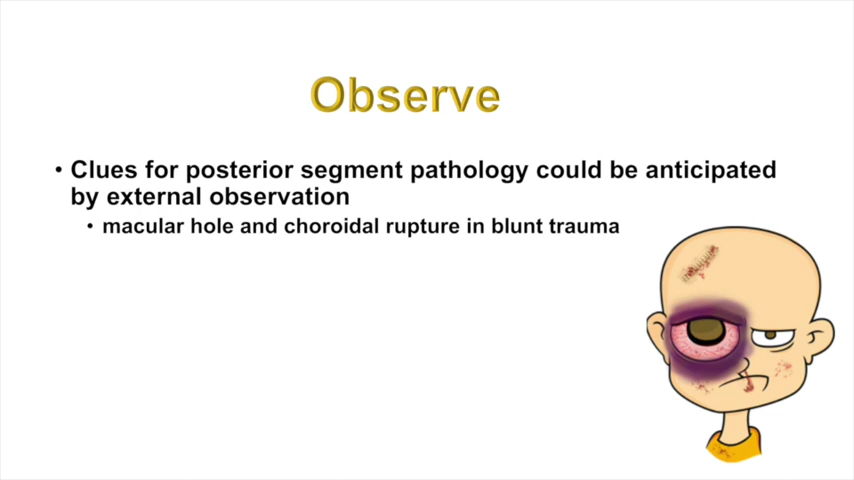 Observe
• Clues for posterior segment pathology could be anticipated
by external observation
• macular hole and choroidal rupture in blunt trauma